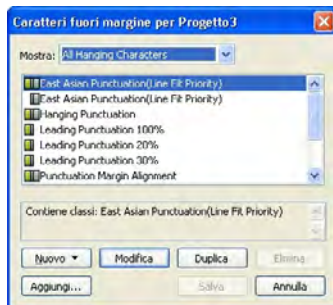 Caratteri fuori margine per Progetto3
Mostra: All Hanging Characters
East Asian Punctuation(Line Fit Priority)
East Asian Punctuation(Line Fit Priority)
Hanging Punctuation
Leading Punctuation 100%
Leading Punctuation 20%
Leading Punctuation 30%
Punctuation Margin Alignment
Contiene classi: East Asian Punctuation(Line Fit Priority)
Nuovo Modifica Duplica Elimina
Aggiungi... Salva Annulla